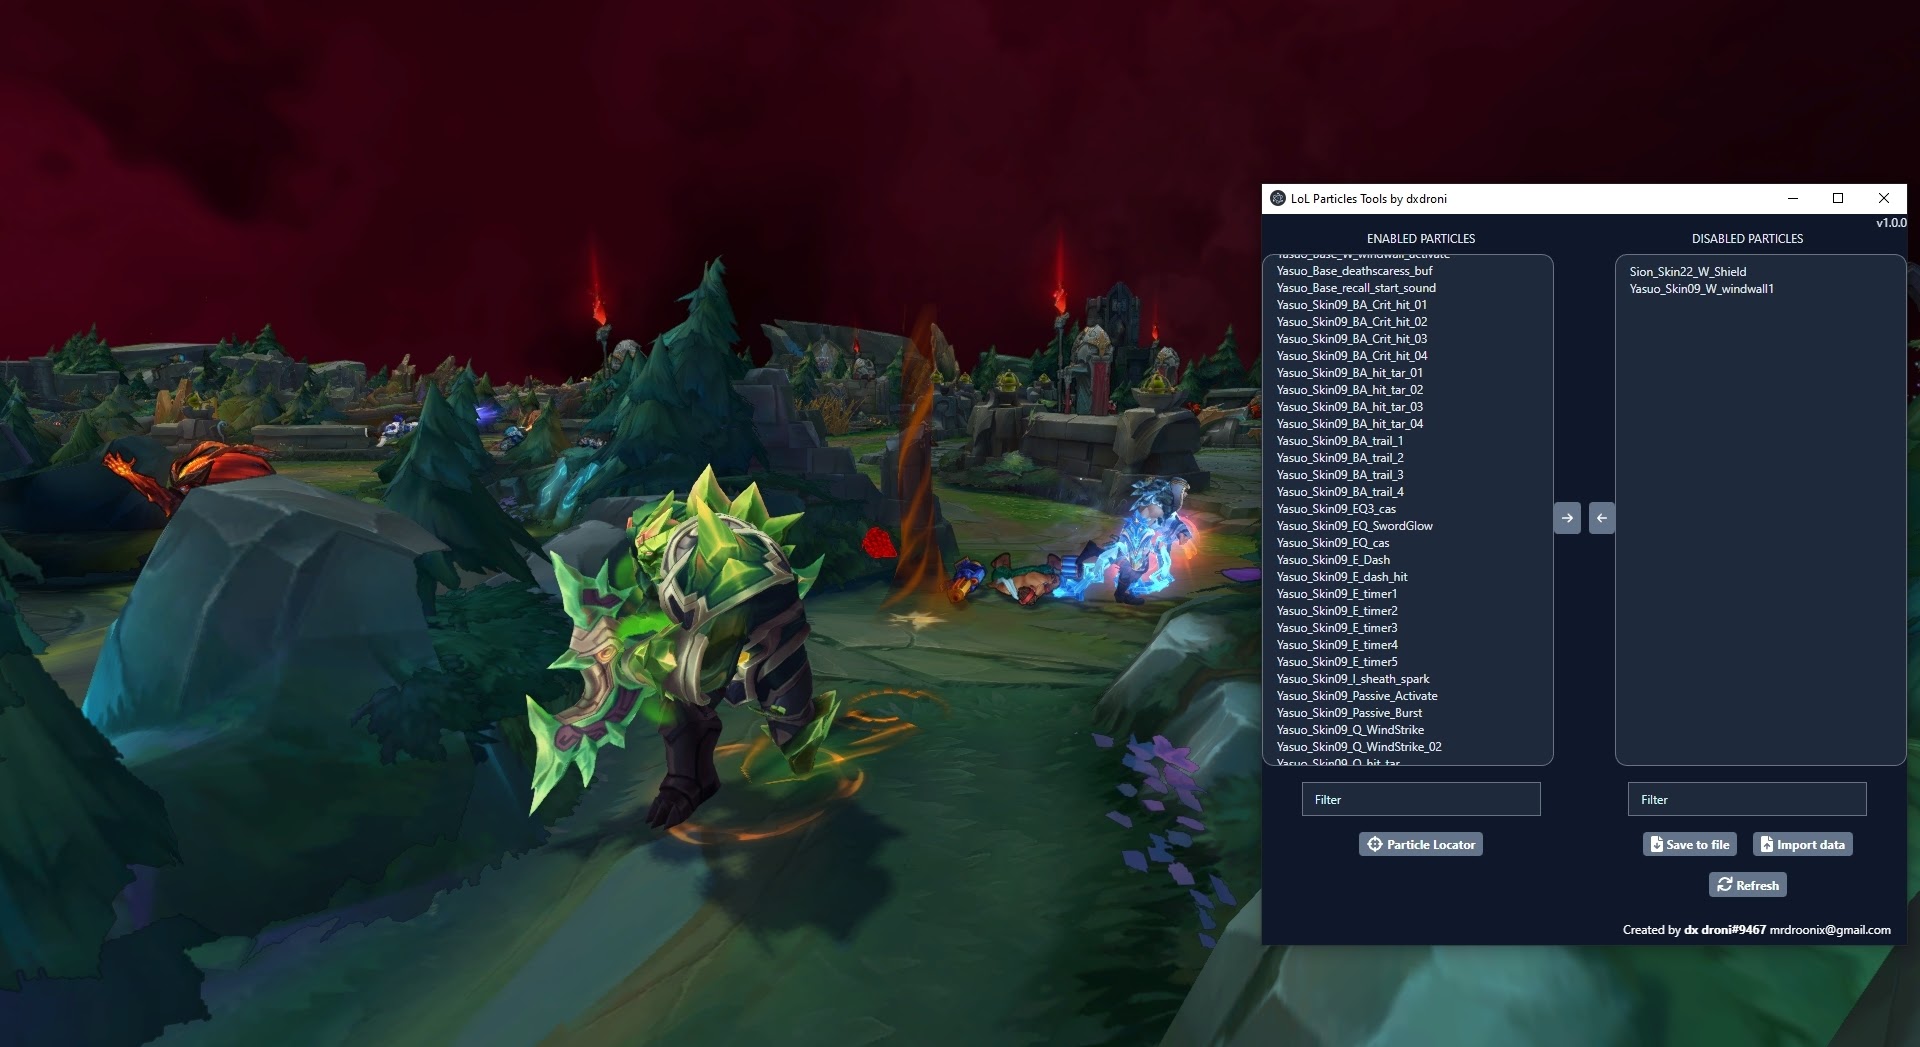 LoL Particles Tools by dxdroni
v1.0.0
ENABLED PARTICLES
Yasuo_Base_W_windwall_activate
Yasuo_Base_deathscaress_buf
Yasuo_Base_recall_start_sound
Yasuo_Skin09_BA_Crit_hit_01
Yasuo_Skin09_BA_Crit_hit_02
Yasuo_Skin09_BA_Crit_hit_03
Yasuo_Skin09_BA_Crit_hit_04
Yasuo_Skin09_BA_hit_tar_01
Yasuo_Skin09_BA_hit_tar_02
Yasuo_Skin09_BA_hit_tar_03
Yasuo_Skin09_BA_hit_tar_04
Yasuo_Skin09_BA_trail_1
Yasuo_Skin09_BA_trail_2
Yasuo_Skin09_BA_trail_3
Yasuo_Skin09_BA_trail_4
Yasuo_Skin09_EQ3_cas
Yasuo_Skin09_EQ_SwordGlow
Yasuo_Skin09_EQ_cas
Yasuo_Skin09_E_Dash
Yasuo_Skin09_E_dash_hit
Yasuo_Skin09_E_timer1
Yasuo_Skin09_E_timer2
Yasuo_Skin09_E_timer3
Yasuo_Skin09_E_timer4
Yasuo_Skin09_E_timer5
Yasuo_Skin09_I_sheath_spark
Yasuo_Skin09_Passive_Activate
Yasuo_Skin09_Passive_Burst
Yasuo_Skin09_Q_WindStrike
Yasuo_Skin09_Q_WindStrike_02
Yasuo_Skin09_Q_hit_tar
Filter
Particle Locator
DISABLED PARTICLES
Sion_Skin22_W_Shield
Yasuo_Skin09_W_windwall1
Filter
Save to file
Import data
Refresh
Created by dx droni#9467 mrdroonix@gmail.com